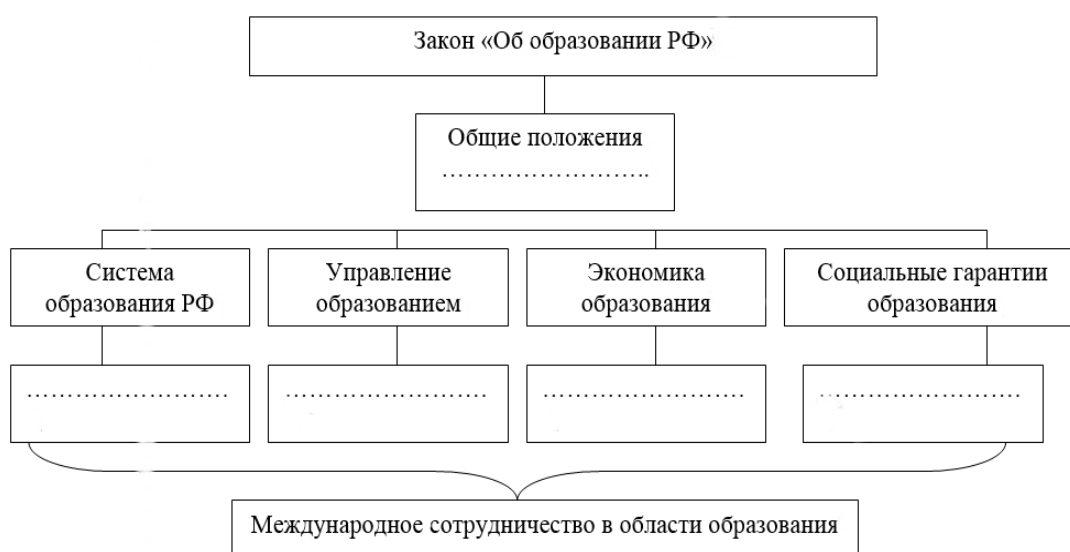 Закон «Об образовании РФ»
Общие положения
……………………..
Система
образования РФ
Управление
образованием
Экономика
образования
Социальные гарантии
образования
…………………….
…………………….
…………………….
…………………….
Международное сотрудничество в области образования